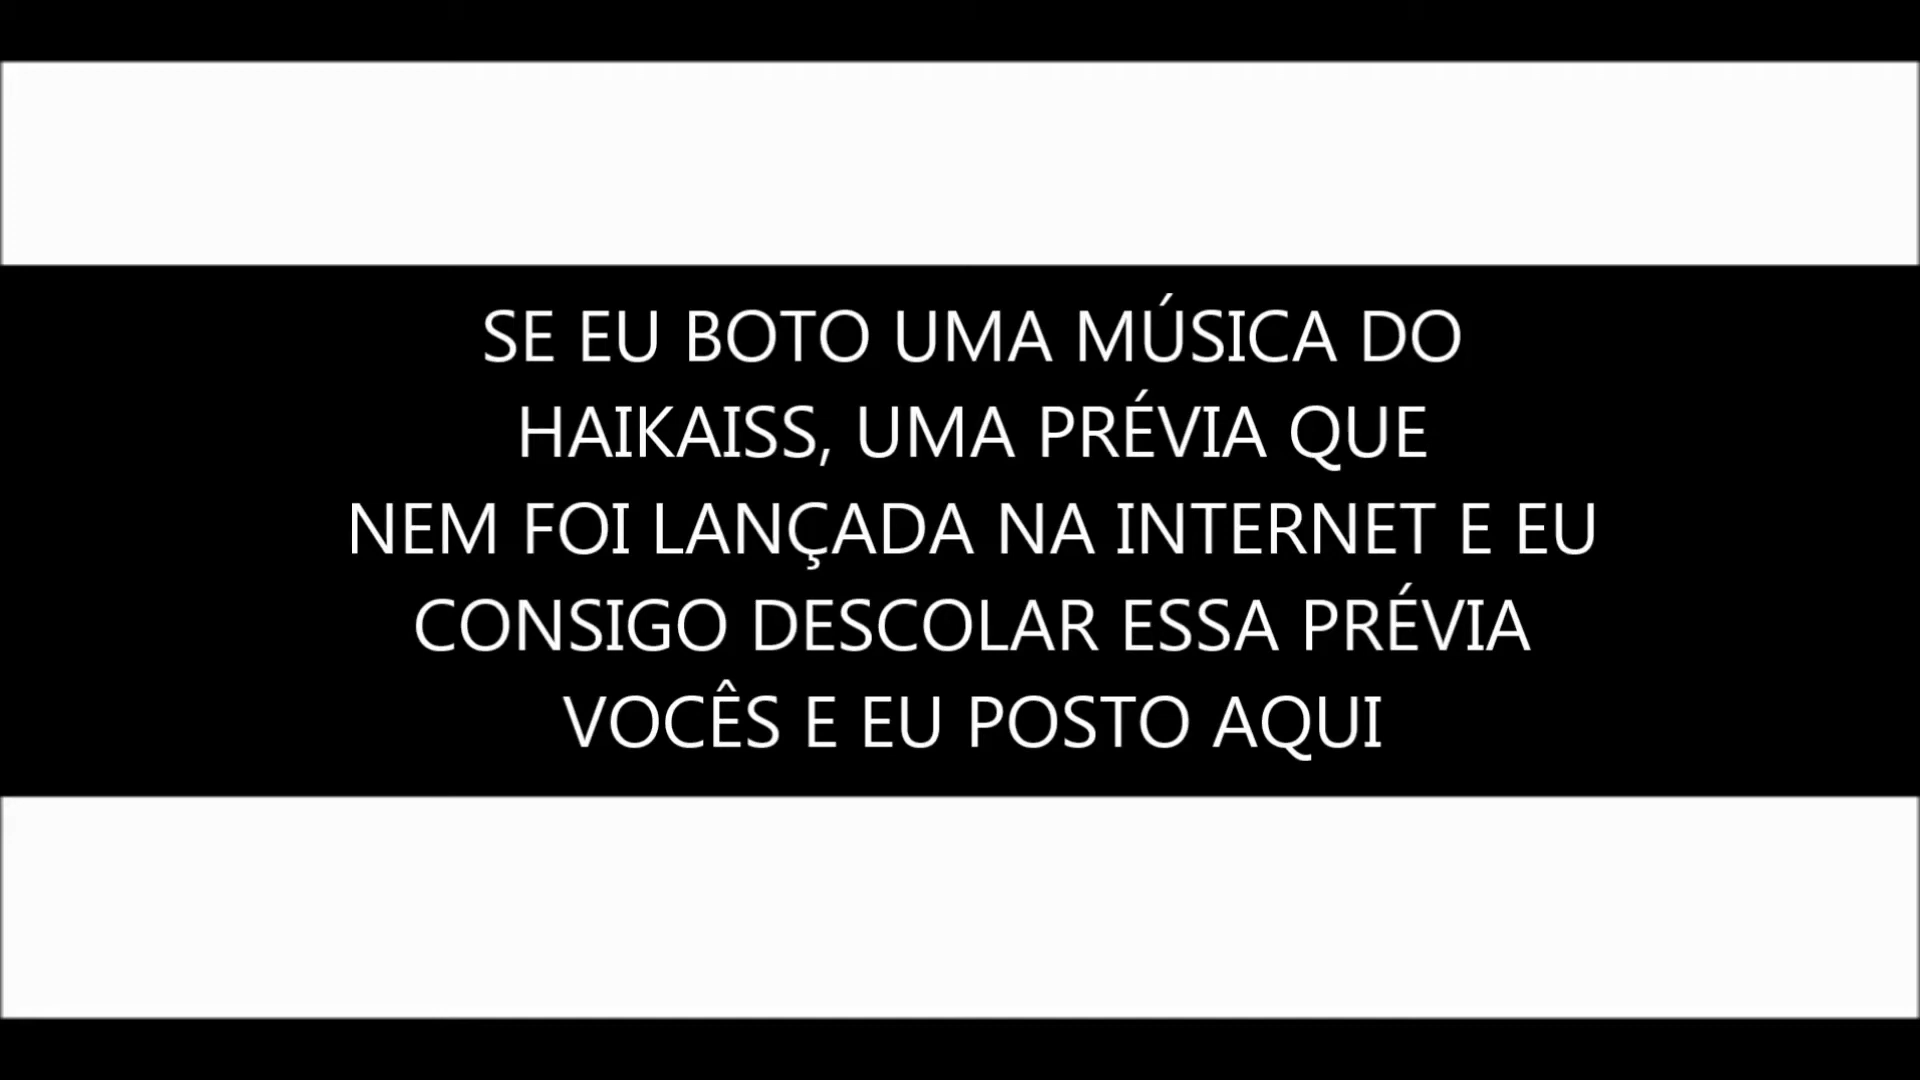 SE EU BOTO UMA MÚSICA DO
HAIKAISS, UMA PRÉVIA QUE
NEM FOI LANÇADA NA INTERNET E EU
CONSIGO DESCOLAR ESSA PRÉVIA
VOCÊS E EU POSTO AQUI